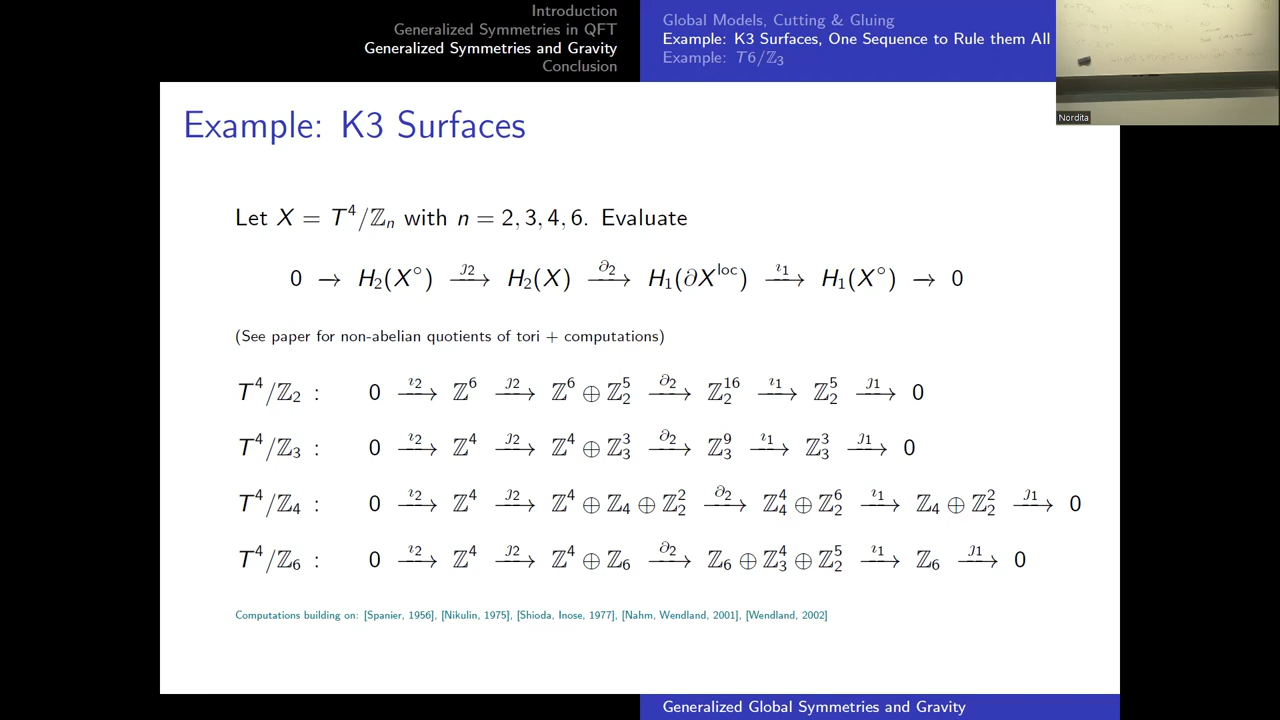 Introduction
Generalized Symmetries in QFT
Generalized Symmetries and Gravity
Conclusion
Global Models, Cutting & Gluing
Example: K3 Surfaces, One Sequence to Rule them All
Example: T6/ℤ₃
Nordita
Example: K3 Surfaces
Let X = T⁴/ℤₙ with n = 2, 3, 4, 6. Evaluate
0 → H₂(X°) —ȷ₂→ H₂(X) —∂₂→ H₁(∂X^loc) —ı₁→ H₁(X°) → 0
(See paper for non-abelian quotients of tori + computations)
T⁴/ℤ₂ : 0 —ı₂→ ℤ⁶ —ȷ₂→ ℤ⁶ ⊕ ℤ₂⁵ —∂₂→ ℤ₂¹⁶ —ı₁→ ℤ₂⁵ —ȷ₁→ 0
T⁴/ℤ₃ : 0 —ı₂→ ℤ⁴ —ȷ₂→ ℤ⁴ ⊕ ℤ₃³ —∂₂→ ℤ₃⁹ —ı₁→ ℤ₃³ —ȷ₁→ 0
T⁴/ℤ₄ : 0 —ı₂→ ℤ⁴ —ȷ₂→ ℤ⁴ ⊕ ℤ₄ ⊕ ℤ₂² —∂₂→ ℤ₄⁴ ⊕ ℤ₂⁶ —ı₁→ ℤ₄ ⊕ ℤ₂² —ȷ₁→ 0
T⁴/ℤ₆ : 0 —ı₂→ ℤ⁴ —ȷ₂→ ℤ⁴ ⊕ ℤ₆ —∂₂→ ℤ₆ ⊕ ℤ₃⁴ ⊕ ℤ₂⁵ —ı₁→ ℤ₆ —ȷ₁→ 0
Computations building on: [Spanier, 1956], [Nikulin, 1975], [Shioda, Inose, 1977], [Nahm, Wendland, 2001], [Wendland, 2002]
Generalized Global Symmetries and Gravity